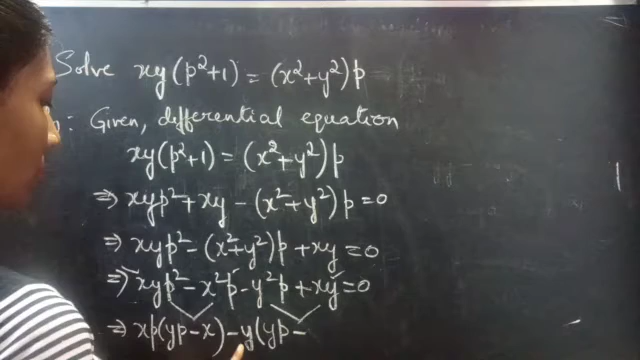 Solve xy(p²+1) = (x²+y²)p
: Given, differential equation
xy(p²+1) = (x²+y²)p
⇒ xyp²+xy-(x²+y²)p=0
⇒ xyp²-(x²+y²)p+xy=0
⇒ xyp²-x²p-y²p+xy=0
⇒ xp(yp-x)-y(yp-